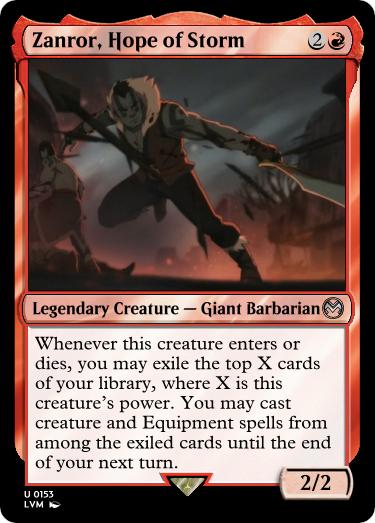 Zanror, Hope of Storm 2
Legendary Creature — Giant Barbarian
Whenever this creature enters or
dies, you may exile the top X cards
of your library, where X is this
creature's power. You may cast
creature and Equipment spells from
among the exiled cards until the end
of your next turn.
2/2
U 0153
LVM